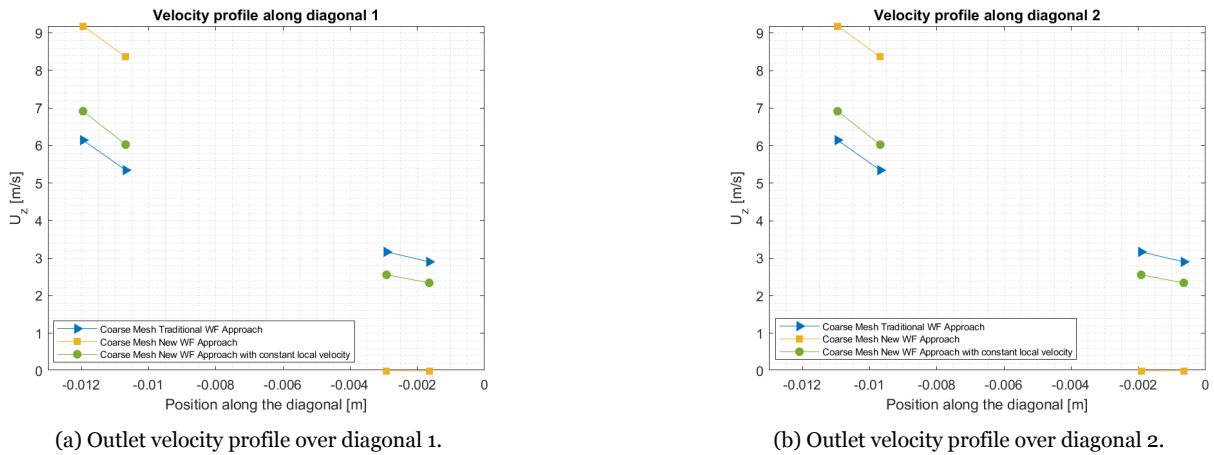 Velocity profile along diagonal 1
9
8
7
6
5
4
3
2
1
0
U_z [m/s]
Coarse Mesh Traditional WF Approach
Coarse Mesh New WF Approach
Coarse Mesh New WF Approach with constant local velocity
-0.012 -0.01 -0.008 -0.006 -0.004 -0.002 0
Position along the diagonal [m]
(a) Outlet velocity profile over diagonal 1.
Velocity profile along diagonal 2
9
8
7
6
5
4
3
2
1
0
U_z [m/s]
Coarse Mesh Traditional WF Approach
Coarse Mesh New WF Approach
Coarse Mesh New WF Approach with constant local velocity
-0.012 -0.01 -0.008 -0.006 -0.004 -0.002 0
Position along the diagonal [m]
(b) Outlet velocity profile over diagonal 2.